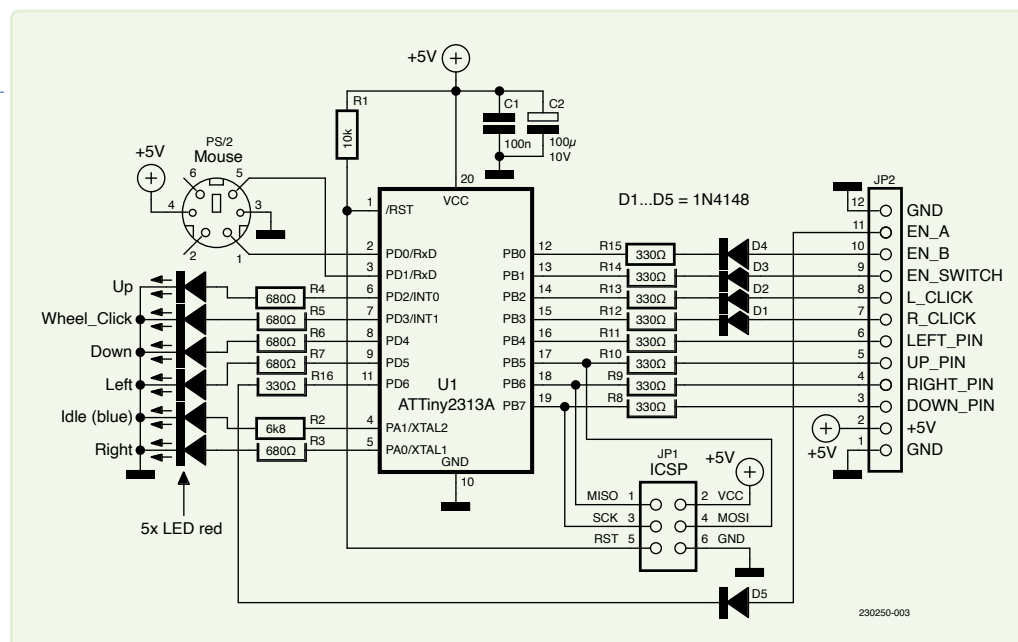 +5V
R1
10k
C1
100n
C2
100µ
10V
PS/2
Mouse
+5V
6
5
4
3
2
1
D1...D5 = 1N4148
20
VCC
1
/RST
2
PD0/RxD
3
PD1/RxD
6
PD2/INT0
7
PD3/INT1
8
PD4
9
PD5
11
PD6
4
PA1/XTAL2
5
PA0/XTAL1
U1
ATTiny2313A
GND
10
PB0
12
PB1
13
PB2
14
PB3
15
PB4
16
PB5
17
PB6
18
PB7
19
Up
Wheel_Click
Down
Left
Idle (blue)
Right
5x LED red
R4
680Ω
R5
680Ω
R6
680Ω
R7
680Ω
R16
330Ω
R2
6k8
R3
680Ω
R15
330Ω
R14
330Ω
R13
330Ω
R12
330Ω
R11
330Ω
R10
330Ω
R9
330Ω
R8
330Ω
D4
D3
D2
D1
JP2
12
GND
11
EN_A
10
EN_B
9
EN_SWITCH
8
L_CLICK
7
R_CLICK
6
LEFT_PIN
5
UP_PIN
4
RIGHT_PIN
3
DOWN_PIN
2
+5V
1
GND
+5V
JP1
ICSP
+5V
MISO 1
2 VCC
SCK 3
4 MOSI
RST 5
6 GND
D5
230250-003